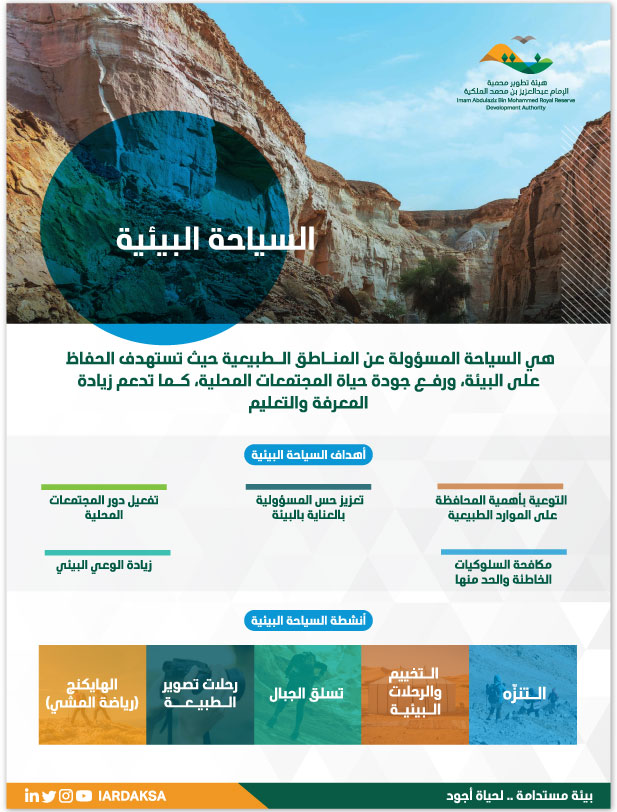 هيئة تطوير محمية
الإمام عبدالعزيز بن محمد الملكية
Imam Abdulaziz Bin Mohammed Royal Reserve
Development Authority
السياحة البيئية
هي السياحة المسؤولة عن المناطق الطبيعية حيث تستهدف الحفاظ
على البيئة، ورفع جودة حياة المجتمعات المحلية، كما تدعم زيادة
المعرفة والتعليم
أهداف السياحة البيئية
التوعية بأهمية المحافظة
على الموارد الطبيعية
تعزيز حس المسؤولية
بالعناية بالبيئة
تفعيل دور المجتمعات
المحلية
مكافحة السلوكيات
الخاطئة والحد منها
زيادة الوعي البيئي
أنشطة السياحة البيئية
التنزّه
التخييم
والرحلات
البيئية
تسلق الجبال
رحلات تصوير
الطبيعة
الهايكنج
(رياضة المشي)
بيئة مستدامة .. لحياة أجود
IARDAKSA